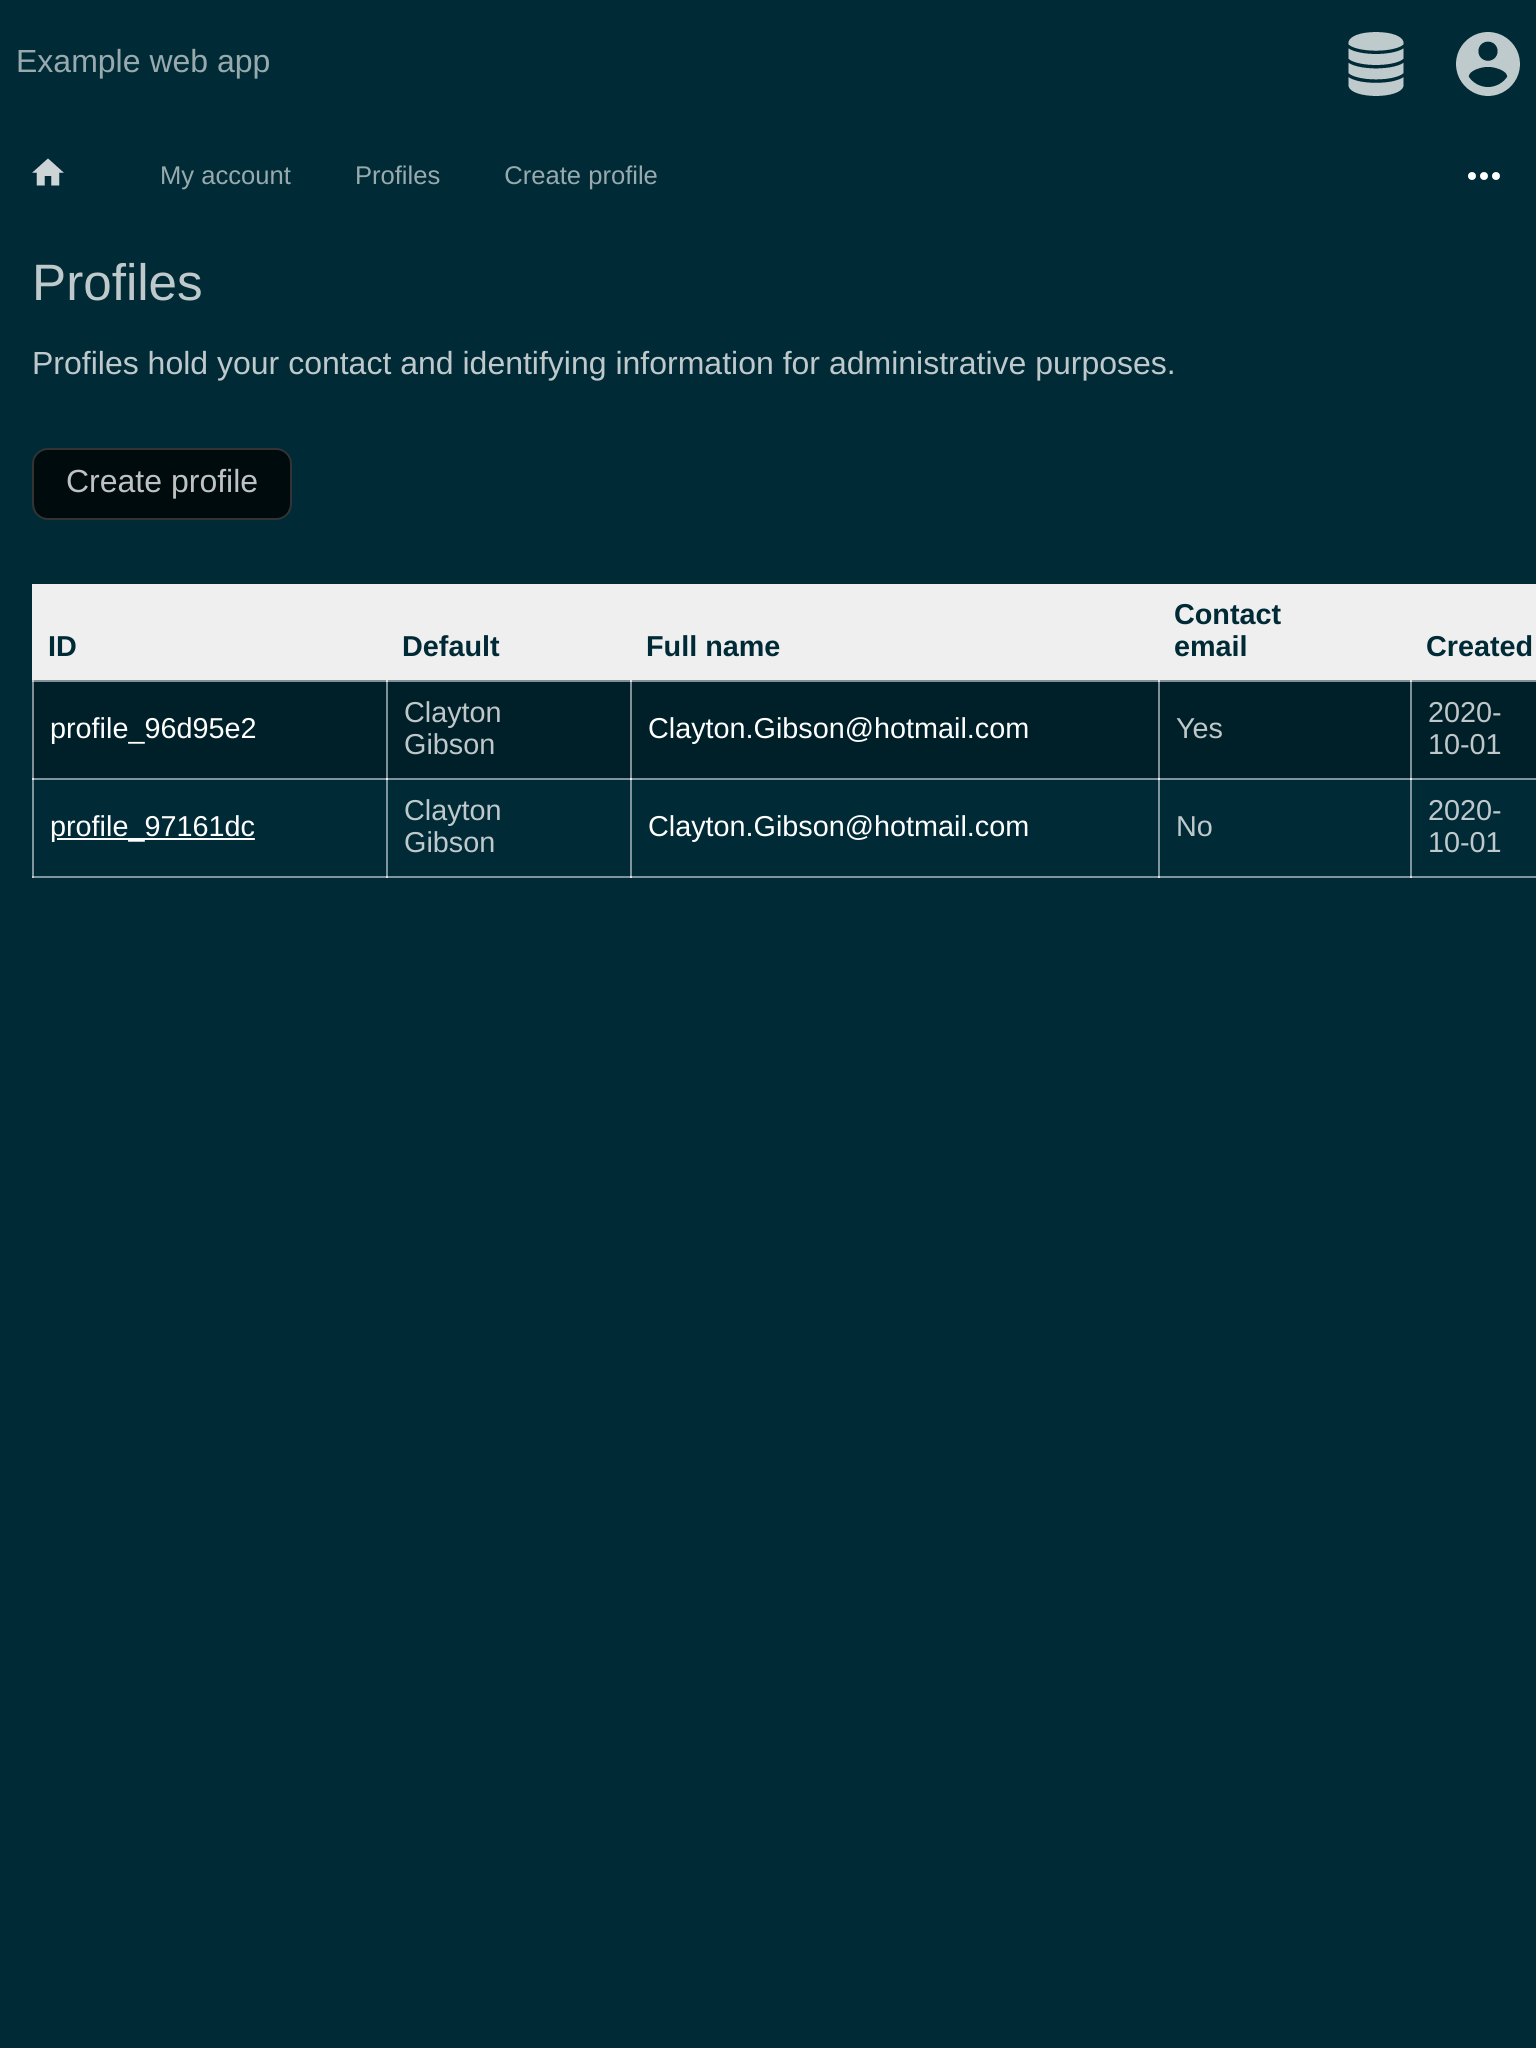 Example web app
My account Profiles Create profile
Profiles
Profiles hold your contact and identifying information for administrative purposes.
Create profile
ID Default Full name Contact email Created
profile_96d95e2 Clayton Gibson Clayton.Gibson@hotmail.com Yes 2020-10-01
profile_97161dc Clayton Gibson Clayton.Gibson@hotmail.com No 2020-10-01